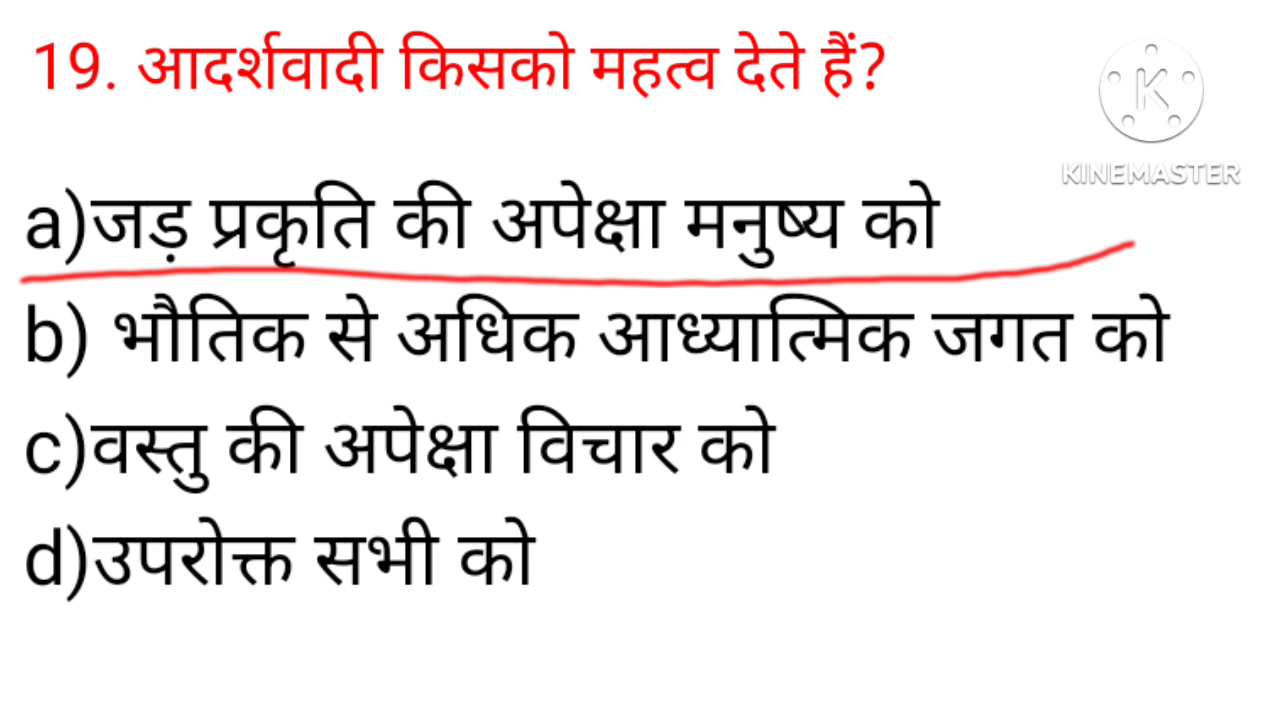 19. आदर्शवादी किसको महत्व देते हैं?
K
KINEMASTER
a)जड़ प्रकृति की अपेक्षा मनुष्य को
b) भौतिक से अधिक आध्यात्मिक जगत को
c)वस्तु की अपेक्षा विचार को
d)उपरोक्त सभी को